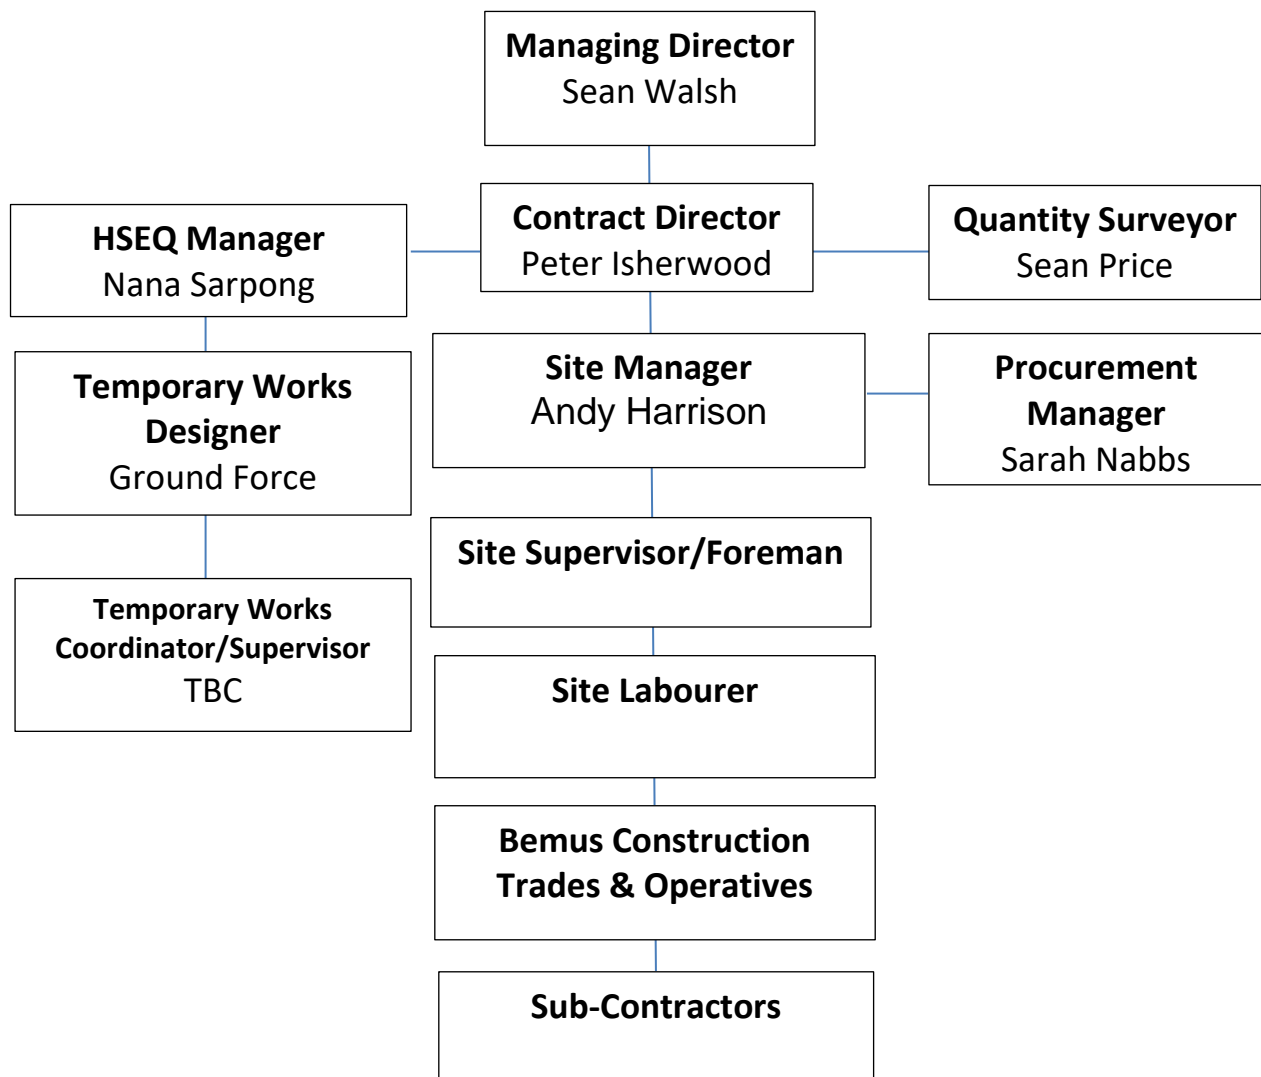 Managing Director
Sean Walsh
Contract Director
Peter Isherwood
HSEQ Manager
Nana Sarpong
Quantity Surveyor
Sean Price
Temporary Works
Designer
Ground Force
Site Manager
Andy Harrison
Procurement
Manager
Sarah Nabbs
Site Supervisor/Foreman
Temporary Works
Coordinator/Supervisor
TBC
Site Labourer
Bemus Construction
Trades & Operatives
Sub-Contractors